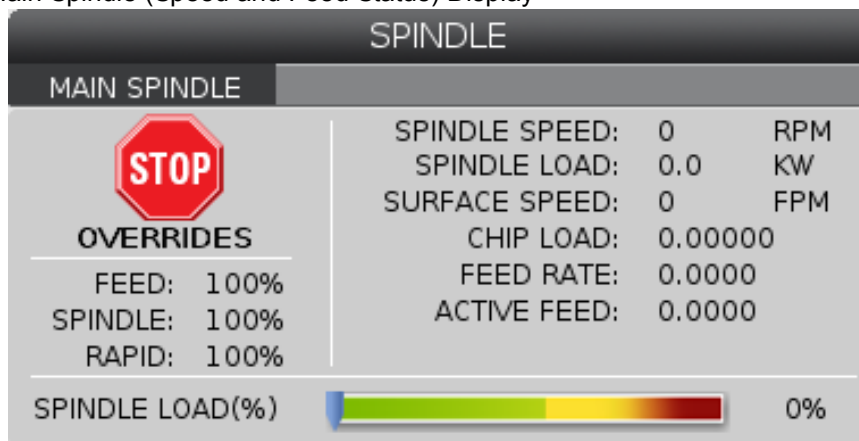 Main Spindle (Speed and Feed Status) Display
SPINDLE
MAIN SPINDLE
STOP
OVERRIDES
FEED: 100%
SPINDLE: 100%
RAPID: 100%
SPINDLE SPEED: 0 RPM
SPINDLE LOAD: 0.0 KW
SURFACE SPEED: 0 FPM
CHIP LOAD: 0.00000
FEED RATE: 0.0000
ACTIVE FEED: 0.0000
SPINDLE LOAD(%) 0%